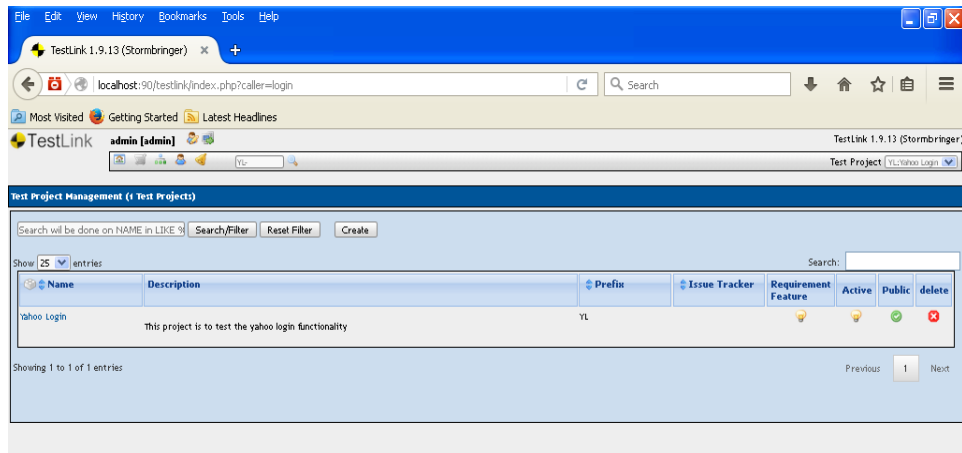 File Edit View History Bookmarks Tools Help
TestLink 1.9.13 (Stormbringer)
localhost:90/testlink/index.php?caller=login
Search
Most Visited Getting Started Latest Headlines
TestLink admin [admin] TestLink 1.9.13 (Stormbringer)
YL- Test Project YL:Yahoo Login
Test Project Management (1 Test Projects)
Search wil be done on NAME in LIKE % Search/Filter Reset Filter Create
Show 25 entries Search:
Name Description Prefix Issue Tracker Requirement Feature Active Public delete
Yahoo Login This project is to test the yahoo login functionality YL
Showing 1 to 1 of 1 entries Previous 1 Next